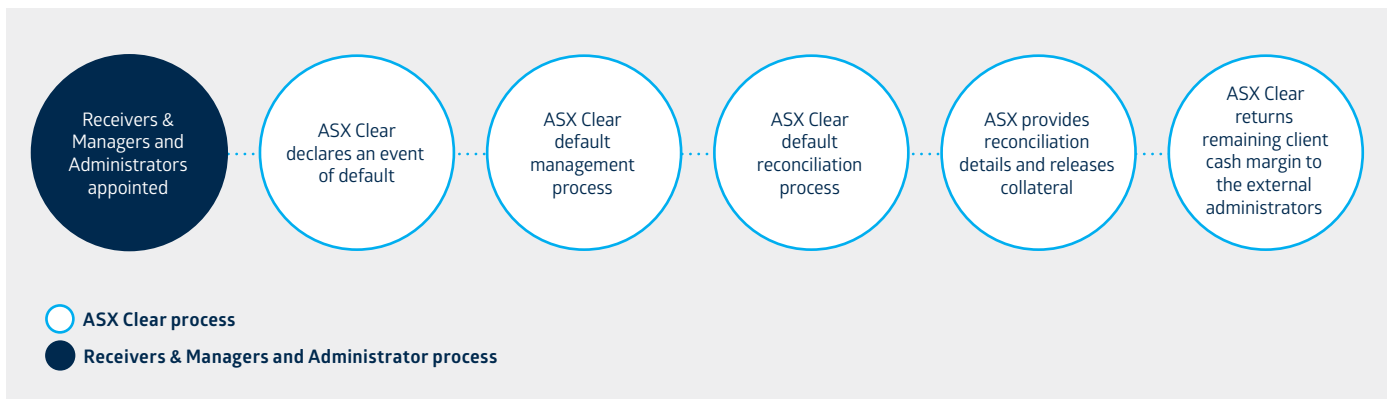 Receivers &
Managers and
Administrators
appointed
ASX Clear
declares an event
of default
ASX Clear
default
management
process
ASX Clear
default
reconciliation
process
ASX provides
reconciliation
details and releases
collateral
ASX Clear
returns
remaining client
cash margin to
the external
administrators
ASX Clear process
Receivers & Managers and Administrator process